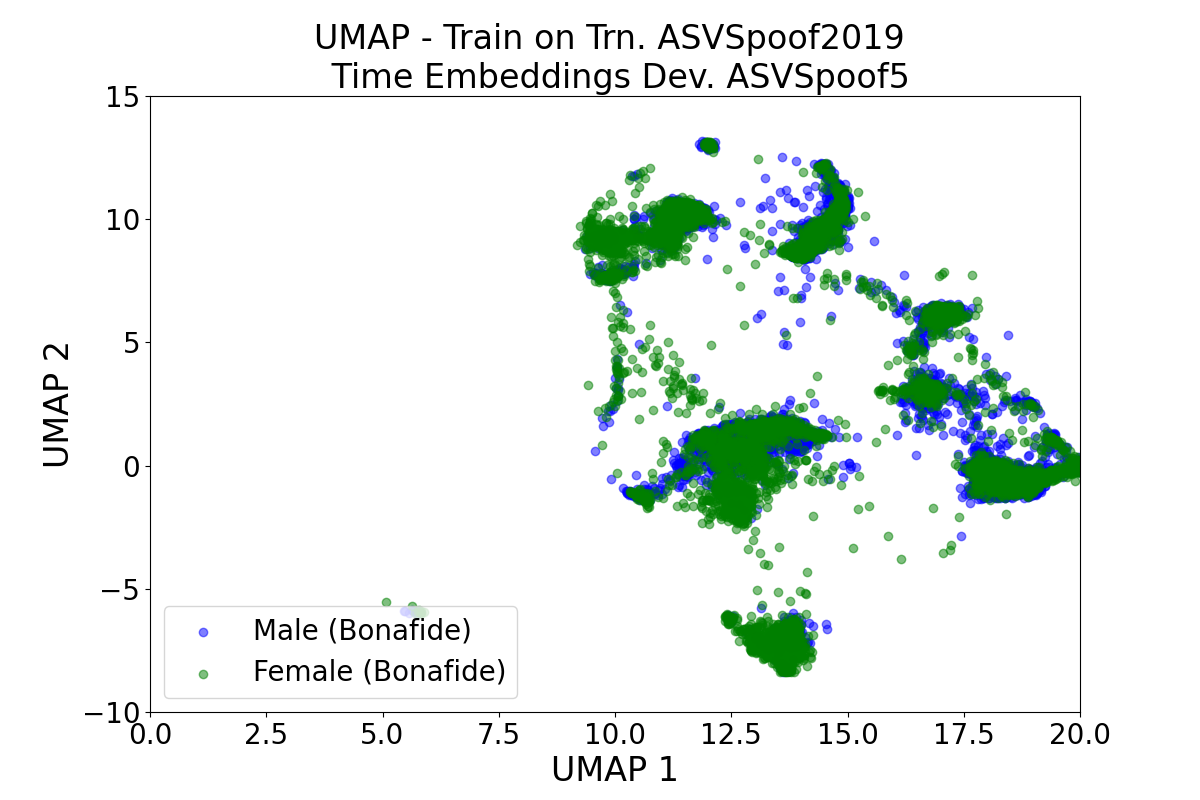 UMAP - Train on Trn. ASVSpoof2019
Time Embeddings Dev. ASVSpoof5
15
10
5
0
−5
−10
UMAP 2
Male (Bonafide)
Female (Bonafide)
0.0 2.5 5.0 7.5 10.0 12.5 15.0 17.5 20.0
UMAP 1